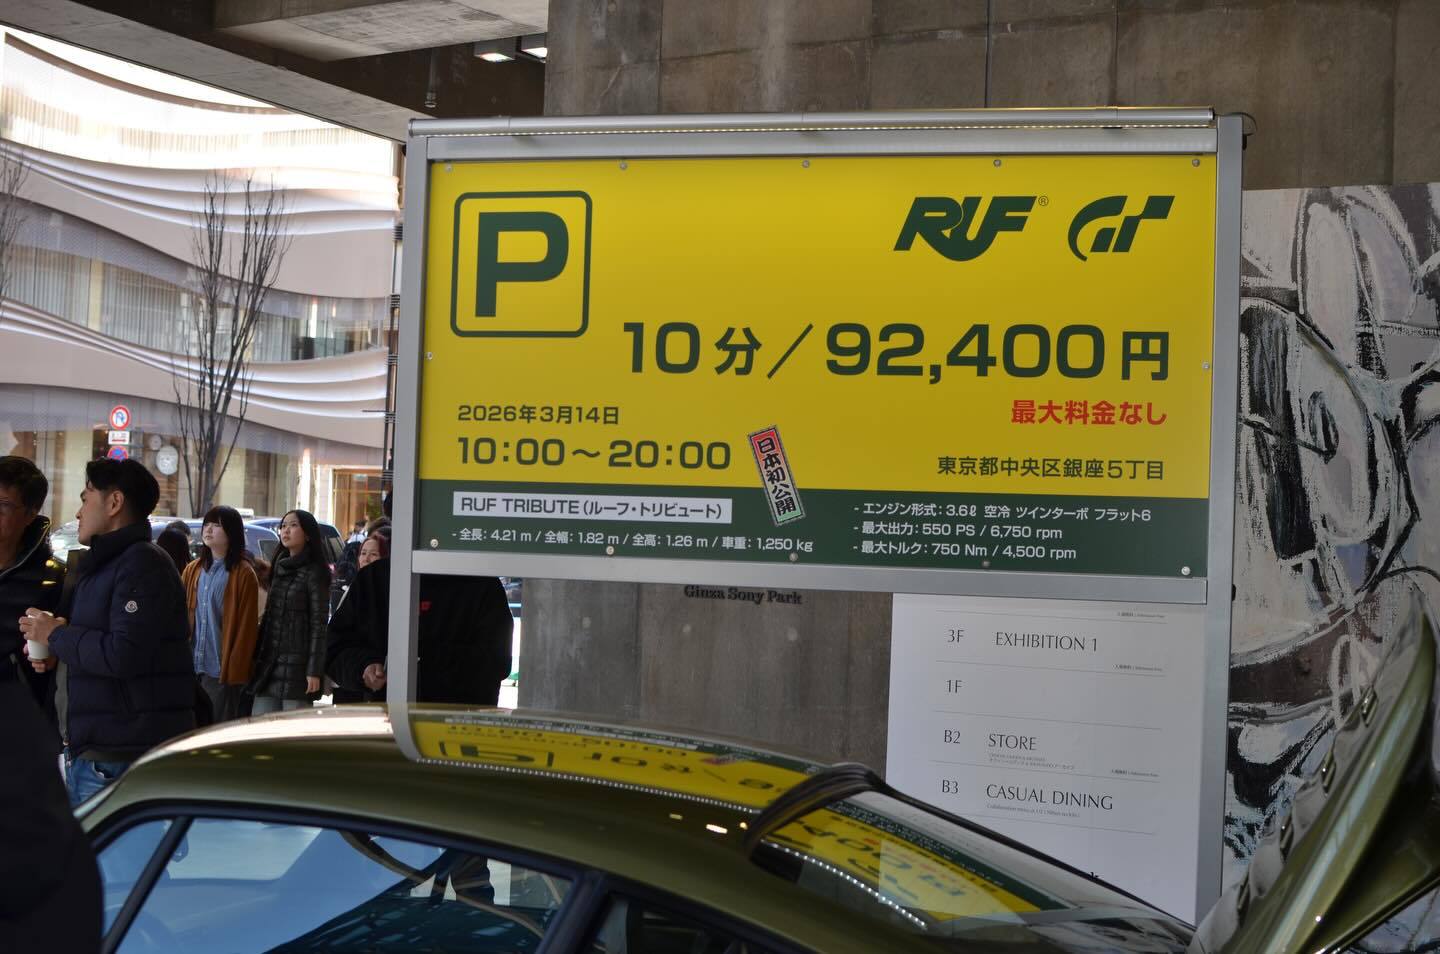 P
RUF® GT
10分／92,400円
最大料金なし
2026年3月14日
10:00～20:00
東京都中央区銀座5丁目
日本初公開
RUF TRIBUTE（ルーフ・トリビュート）
- 全長：4.21 m / 全幅：1.82 m / 全高：1.26 m / 車重：1,250 kg
- エンジン形式：3.6ℓ 空冷 ツインターボ フラット6
- 最大出力：550 PS / 6,750 rpm
- 最大トルク：750 Nm / 4,500 rpm
Ginza Sony Park
3F EXHIBITION 1
1F
B2 STORE
B3 CASUAL DINING